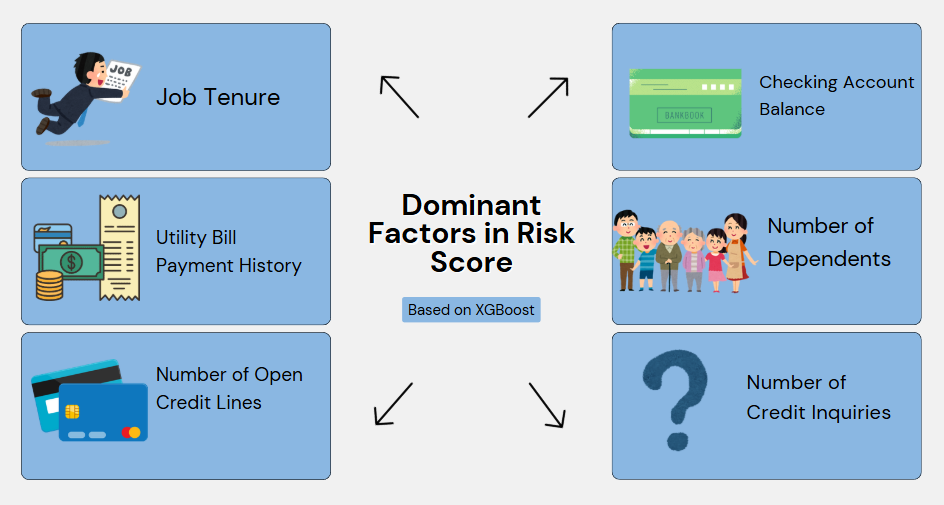 JOB
Job Tenure
Utility Bill
Payment History
Number of Open
Credit Lines
Dominant
Factors in Risk
Score
Based on XGBoost
BANKBOOK
Checking Account
Balance
Number of
Dependents
Number of
Credit Inquiries
$
?